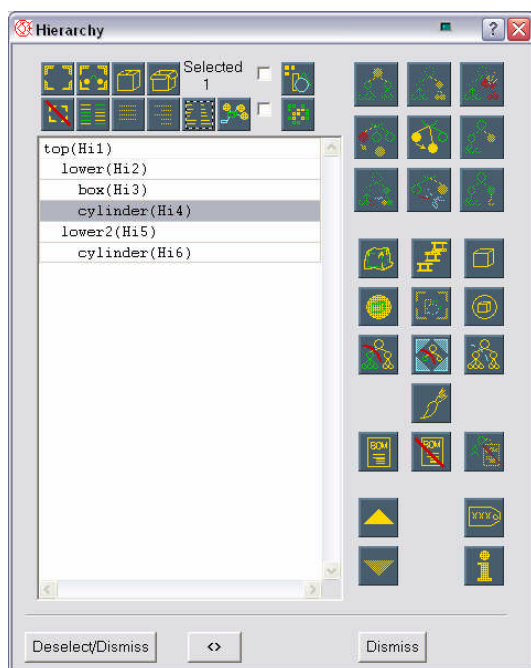 Hierarchy
Selected
1
top(Hi1)
lower(Hi2)
box(Hi3)
cylinder(Hi4)
lower2(Hi5)
cylinder(Hi6)
BOM
BOM
XXXX
i
Deselect/Dismiss
<>
Dismiss